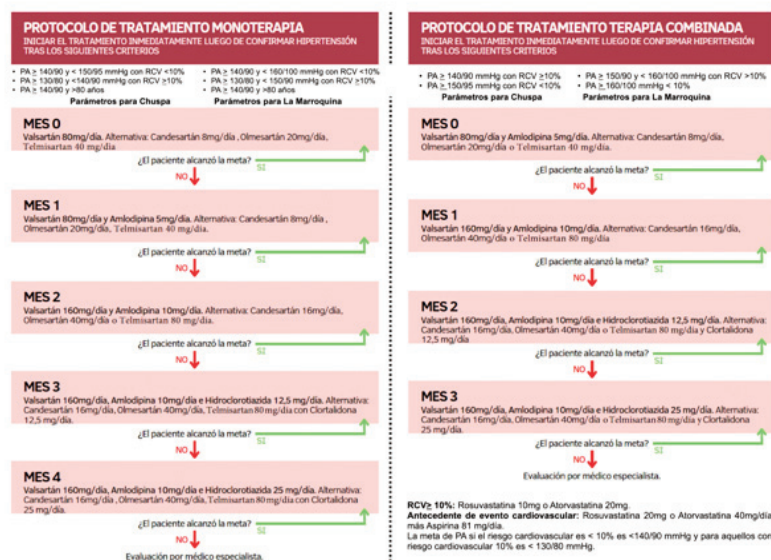 PROTOCOLO DE TRATAMIENTO MONOTERAPIA
INICIAR EL TRATAMIENTO INMEDIATAMENTE LUEGO DE CONFIRMAR HIPERTENSIÓN
TRAS LOS SIGUIENTES CRITERIOS
• PA ≥ 140/90 y < 150/95 mmHg con RCV <10%
• PA ≥ 130/80 y <140/90 mmHg con RCV ≥10%
• PA ≥ 140/90 y >80 años
Parámetros para Chuspa
• PA ≥ 140/90 y < 160/100 mmHg con RCV <10%
• PA ≥ 130/80 y < 150/90 mmHg con RCV ≥10%
• PA ≥ 140/90 y >80 años
Parámetros para La Marroquina
MES 0
Valsartán 80mg/día. Alternativa: Candesartán 8mg/día , Olmesartán 20mg/día,
Telmisartan 40 mg/dia
¿El paciente alcanzó la meta?
SI
NO
MES 1
Valsartán 80mg/día y Amlodipina 5mg/día. Alternativa: Candesartán 8mg/día ,
Olmesartán 20mg/día, Telmisartan 40 mg/dia.
¿El paciente alcanzó la meta?
SI
NO
MES 2
Valsartán 160mg/día y Amlodipina 10mg/día. Alternativa: Candesartán 16mg/día,
Olmesartán 40mg/día o Telmisartan 80 mg/dia.
¿El paciente alcanzó la meta?
SI
NO
MES 3
Valsartán 160mg/día, Amlodipina 10mg/día e Hidroclorotiazida 12,5 mg/día. Alternativa:
Candesartán 16mg/día, Olmesartán 40mg/día, Telmisartan 80 mg/dia con Clortalidona
12,5 mg/día.
¿El paciente alcanzó la meta?
SI
NO
MES 4
Valsartán 160mg/día, Amlodipina 10mg/día e Hidroclorotiazida 25 mg/día. Alternativa:
Candesartán 16mg/día , Olmesartán 40mg/día, Telmisartan 80 mg/dia con Clortalidona
25 mg/día.
¿El paciente alcanzó la meta?
SI
NO
Evaluación por médico especialista.
PROTOCOLO DE TRATAMIENTO TERAPIA COMBINADA
INICIAR EL TRATAMIENTO INMEDIATAMENTE LUEGO DE CONFIRMAR HIPERTENSIÓN
TRAS LOS SIGUIENTES CRITERIOS
• PA ≥ 140/90 mmHg con RCV ≥10%
• PA ≥ 150/95 mmHg con RCV <10%
Parámetros para Chuspa
• PA ≥ 150/90 y < 160/100 mmHg con RCV >10%
• PA ≥160/100 mmHg < 10%
Parámetros para La Marroquina
MES 0
Valsartán 80mg/día y Amlodipina 5mg/día. Alternativa: Candesartán 8mg/día,
Olmesartán 20mg/día o Telmisartan 40 mg/dia.
¿El paciente alcanzó la meta?
SI
NO
MES 1
Valsartán 160mg/día y Amlodipina 10mg/día. Alternativa: Candesartán 16mg/día,
Olmesartán 40mg/día o Telmisartan 80 mg/dia
¿El paciente alcanzó la meta?
SI
NO
MES 2
Valsartán 160mg/día, Amlodipina 10mg/día e Hidroclorotiazida 12,5 mg/día. Alternativa:
Candesartán 16mg/día, Olmesartán 40mg/día o Telmisartan 80 mg/dia y Clortalidona
12,5 mg/día
¿El paciente alcanzó la meta?
SI
NO
MES 3
Valsartán 160mg/día, Amlodipina 10mg/día e Hidroclorotiazida 25 mg/día. Alternativa:
Candesartán 16mg/día, Olmesartán 40mg/día o Telmisartan 80 mg/dia y Clortalidona
25 mg/día.
¿El paciente alcanzó la meta?
SI
NO
Evaluación por médico especialista.
RCV≥ 10%: Rosuvastatina 10mg o Atorvastatina 20mg.
Antecedente de evento cardiovascular: Rosuvastatina 20mg o Atorvastatina 40mg/día
más Aspirina 81 mg/día.
La meta de PA si el riesgo cardiovascular es < 10% es <140/90 mmHg y para aquellos con
riesgo cardiovascular 10% es < 130/80 mmHg.